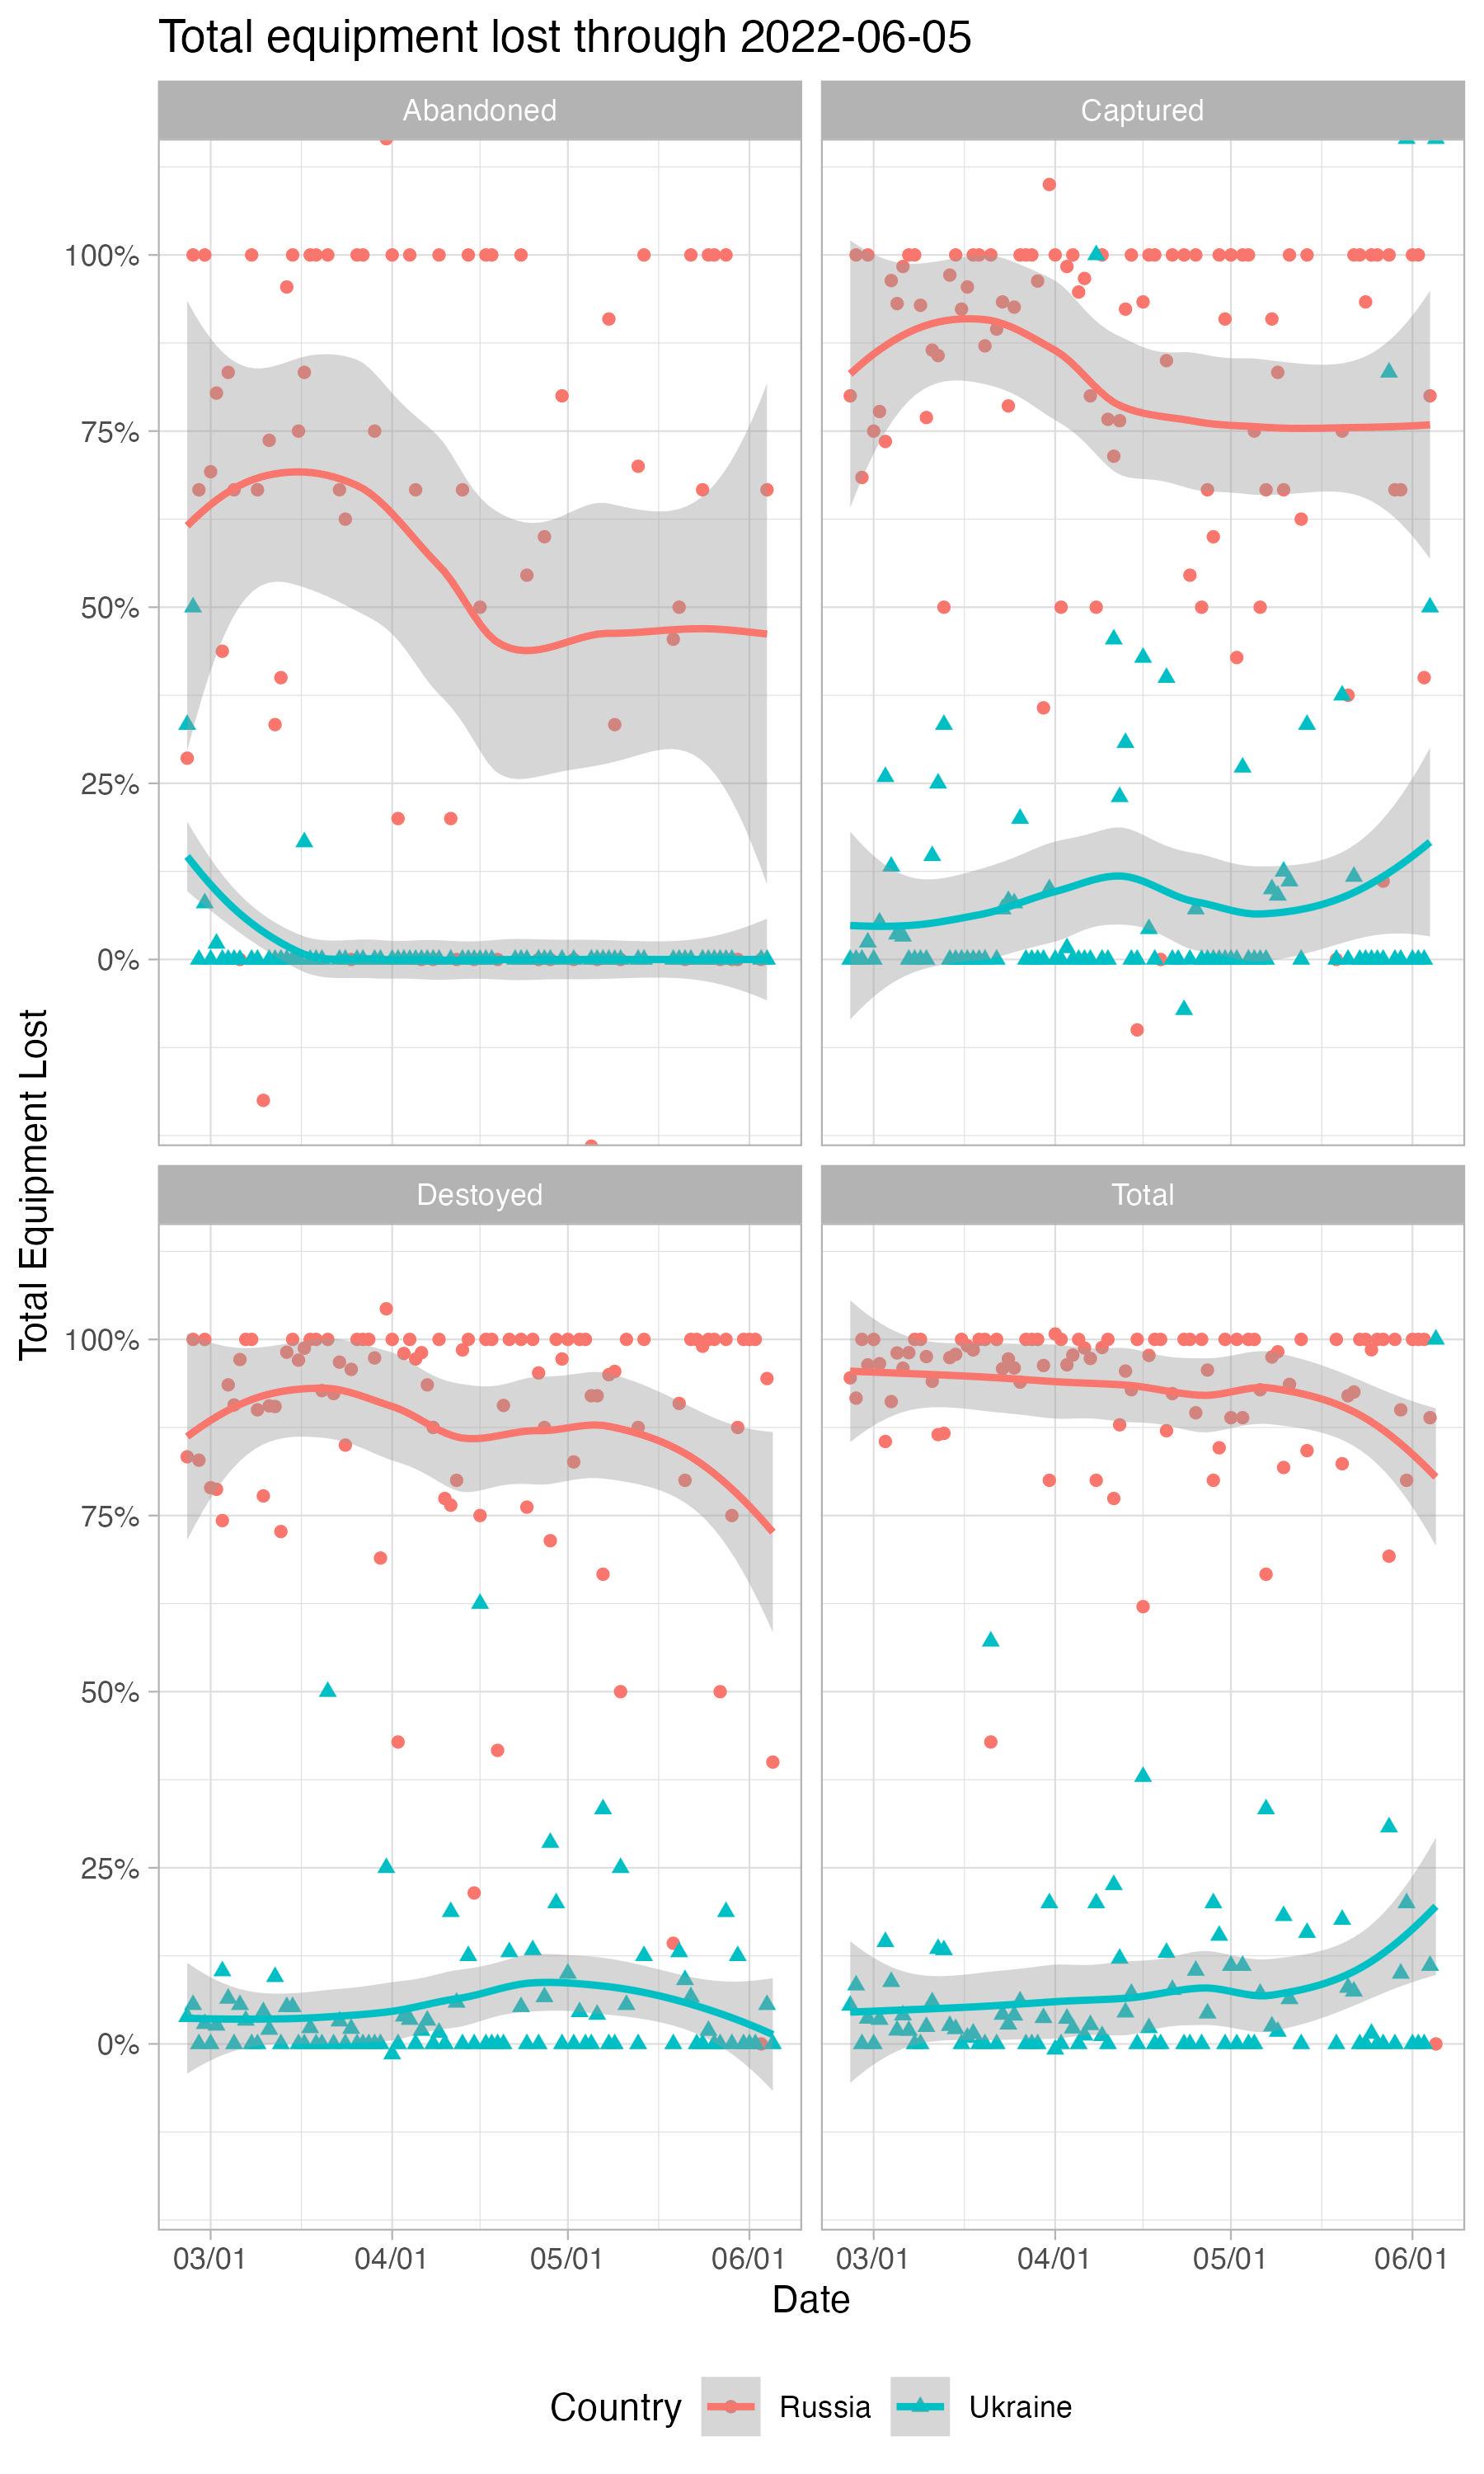 Total equipment lost through 2022-06-05
Abandoned
Captured
100%
75%
50%
25%
0%
Total Equipment Lost
Destoyed
Total
100%
75%
50%
25%
0%
03/01
04/01
05/01
06/01
03/01
04/01
05/01
06/01
Date
Country
Russia
Ukraine